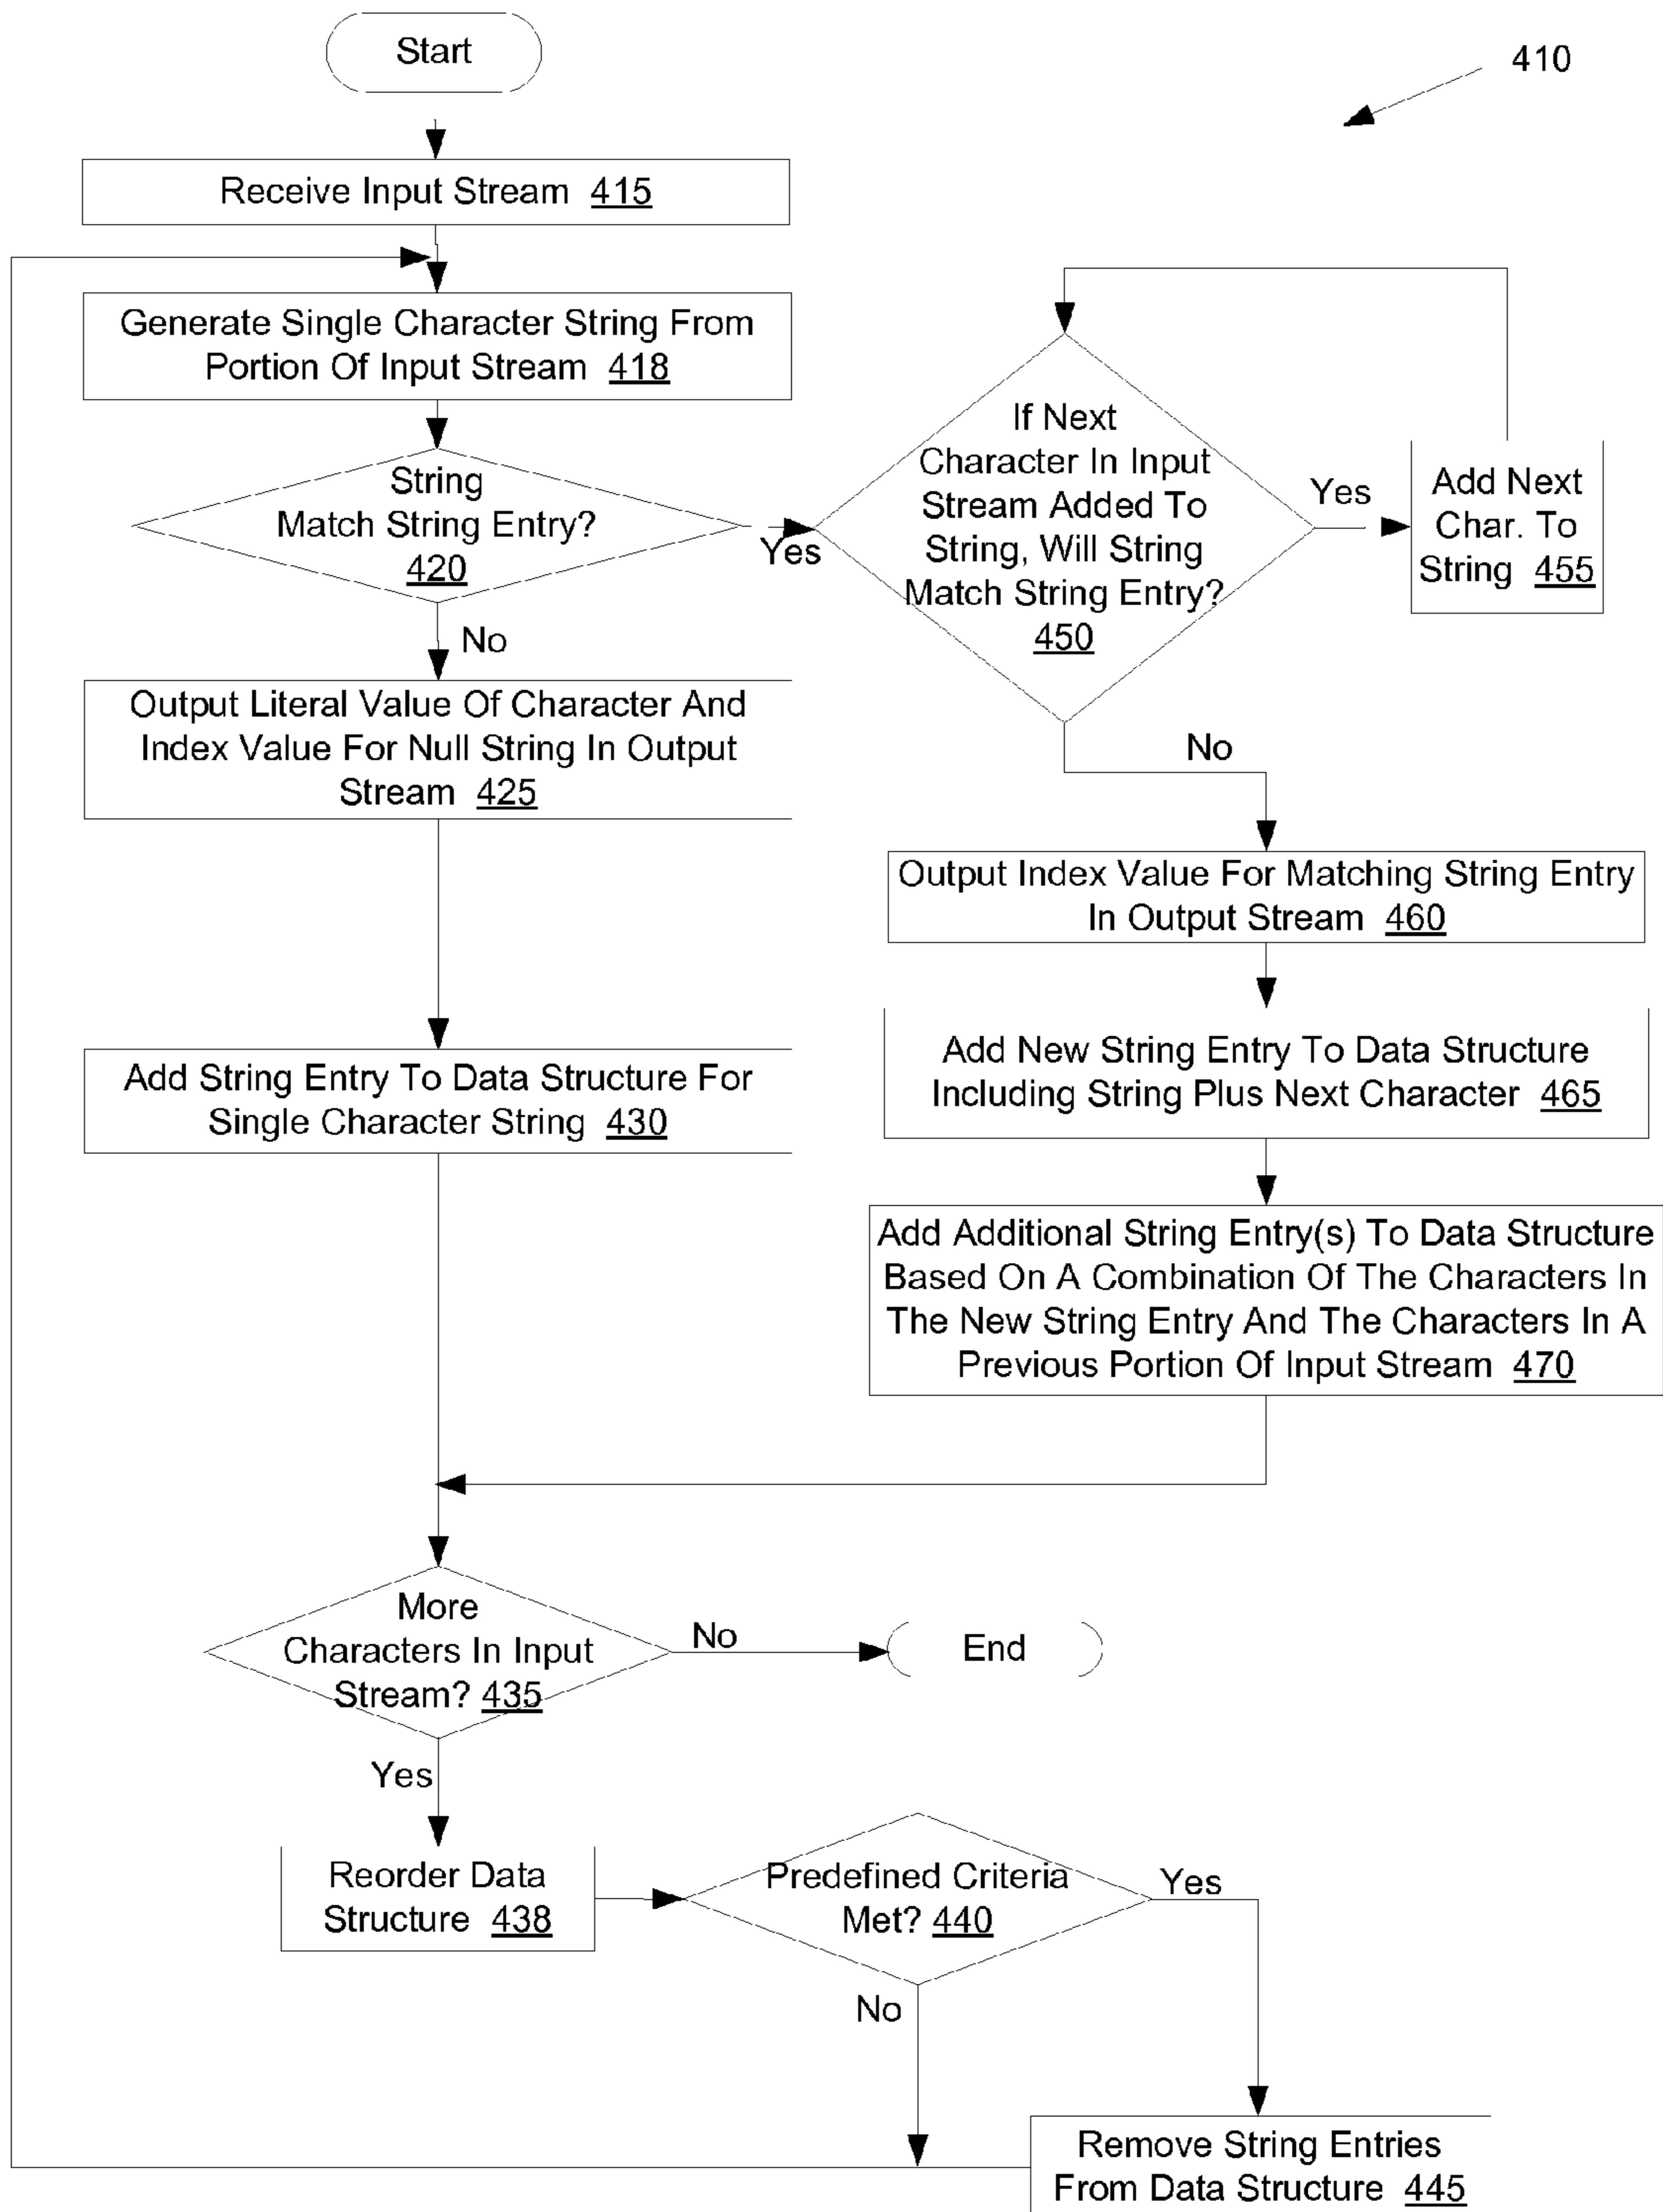 Start
410
Receive Input Stream 415
Generate Single Character String From
Portion Of Input Stream 418
String
Match String Entry?
420
Yes
No
If Next
Character In Input
Stream Added To
String, Will String
Match String Entry?
450
Yes
Add Next
Char. To
String 455
No
Output Literal Value Of Character And
Index Value For Null String In Output
Stream 425
Output Index Value For Matching String Entry
In Output Stream 460
Add String Entry To Data Structure For
Single Character String 430
Add New String Entry To Data Structure
Including String Plus Next Character 465
Add Additional String Entry(s) To Data Structure
Based On A Combination Of The Characters In
The New String Entry And The Characters In A
Previous Portion Of Input Stream 470
More
Characters In Input
Stream? 435
No
End
Yes
Reorder Data
Structure 438
Predefined Criteria
Met? 440
Yes
No
Remove String Entries
From Data Structure 445